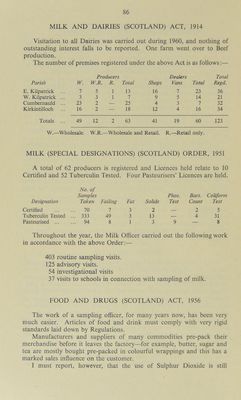 86
MILK AND DAIRIES (SCOTLAND) ACT, 1914
Visitation to all Dairies was carried out during 1960, and nothing of
outstanding interest falls to be reported. One farm went over to Beef
production.
The number of premises registered under the Act is as follows:—
Producers Dealers Total
Parish W. W.R. R. Total Shops Vans Total Regd.
E. Kilpatrick ... 7 5 1 13 16 7 23 36
W. Kilpatrick ... 3 3 1 7 9 5 14 21
Cumbernauld ... 23 2 — 25 4 3 7 32
Kirkintilloch ... 16 2 — 18 12 4 16 34
Totals ... 49 12 2 63 41 19 60 123
W.—Wholesale W.R.—Wholesale and Retail. R.—Retail only.
MILK (SPECIAL DESIGNATIONS) (SCOTLAND) ORDER, 1951
A total of 62 producers is registered and Licences held relate to 10
Certified and 52 Tuberculin Tested. Four Pasteurisers' Licences are held.
No. of
Samples Phos. Bact. Coliform
Designation Taken Failing Fat Solids Test Count Test
Certified ... 70 7 3 2 — 2 5
Tuberculin Tested ... 333 49 3 13 — 4 31
Pasteurised ... 94 8 1 3 9 — 8
Throughout the year, the Milk Officer carried out the following work
in accordance with the above Order:—
403 routine sampling visits.
125 advisory visits.
54 investigational visits
37 visits to schools in connection with sampling of milk.
FOOD AND DRUGS (SCOTLAND) ACT, 1956
The work of a sampling officer, for many years now, has been very
much easier. Articles of food and drink must comply with very rigid
standards laid down by Regulations.
Manufacturers and suppliers of many commodities pre-pack their
merchandise before it leaves the factory—for example, butter, sugar and
tea are mostly bought pre-packed in colourful wrappings and this has a
marked sales influence on the customer.
I must report, however, that the use of Sulphur Dioxide is still